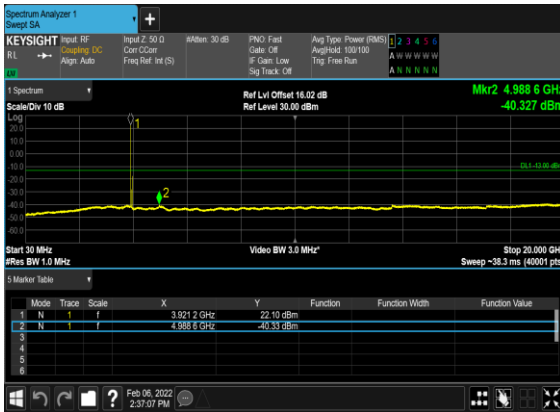 Spectrum Analyzer 1
Swept SA
+
KEYSIGHT Input: RF Input Z: 50 Ω #Atten: 30 dB PNO: Fast Avg Type: Power (RMS) 1 2 3 4 5 6
RL Coupling: DC Corr CCorr Gate: Off Avg|Hold: 100/100 A W W W W W
Align: Auto Freq Ref: Int (S) IF Gain: Low Trig: Free Run
LXI Sig Track: Off A N N N N N
1 Spectrum Ref Lvl Offset 16.02 dB Mkr2 4.988 6 GHz
Scale/Div 10 dB Ref Level 30.00 dBm -40.327 dBm
Log
20.0
10.0
0.00
-10.0
-20.0
-30.0
-40.0
-50.0
-60.0
1
2
DL1 -13.00 dBm
Start 30 MHz Video BW 3.0 MHz* Stop 20.000 GHz
#Res BW 1.0 MHz Sweep ~38.3 ms (40001 pts)
5 Marker Table
Mode Trace Scale X Y Function Function Width Function Value
1 N 1 f 3.921 2 GHz 22.10 dBm
2 N 1 f 4.988 6 GHz -40.33 dBm
3
4
5
6
? Feb 06, 2022
2:37:07 PM